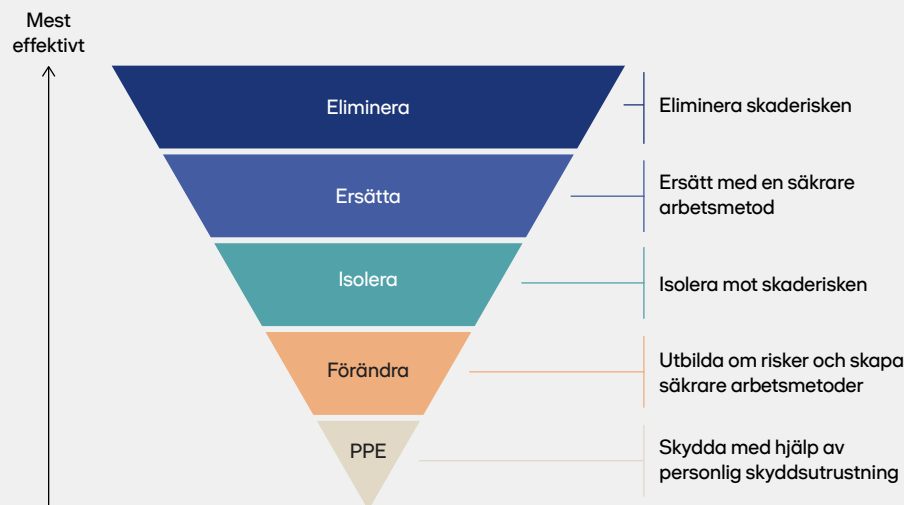 Mest
effektivt
Eliminera
Eliminera skaderisken
Ersätta
Ersätt med en säkrare
arbetsmetod
Isolera
Isolera mot skaderisken
Förändra
Utbilda om risker och skapa
säkrare arbetsmetoder
PPE
Skydda med hjälp av
personlig skyddsutrustning